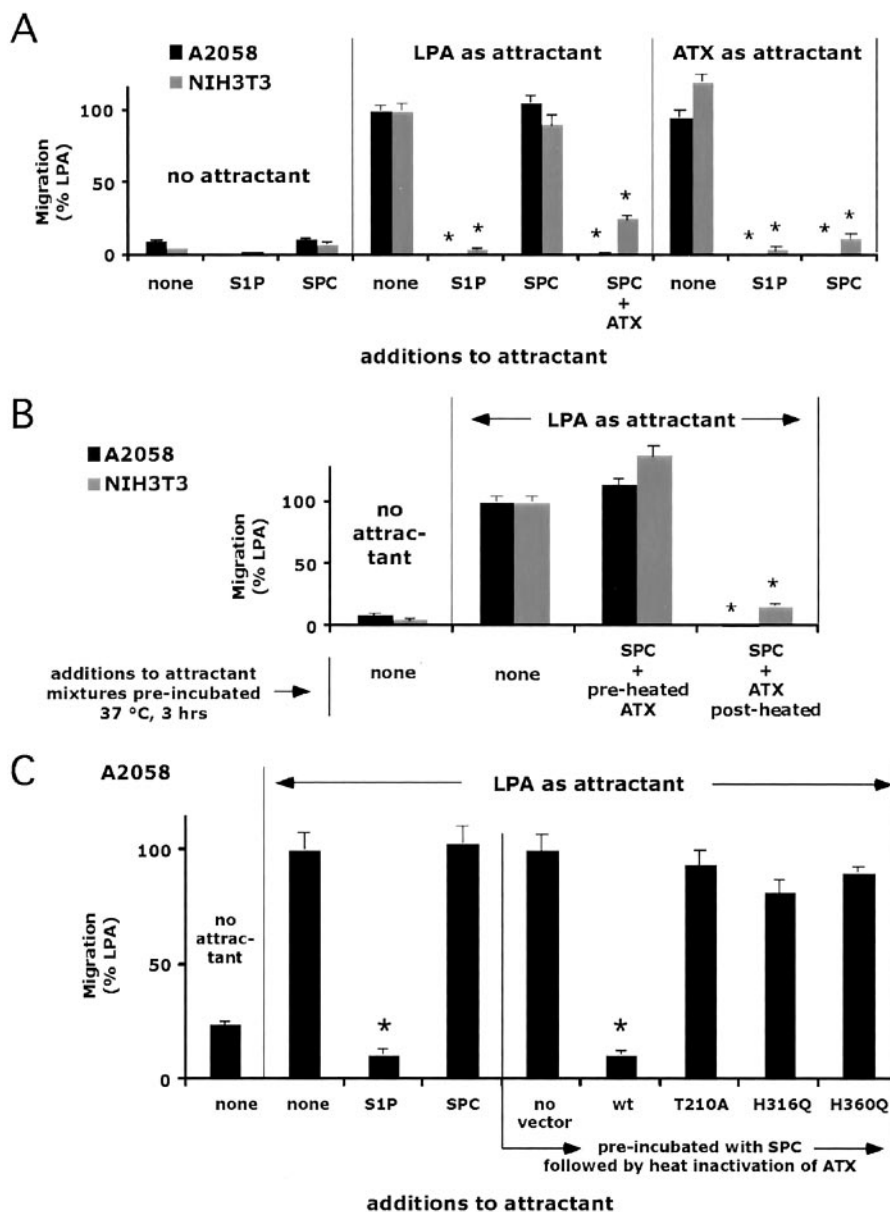 A
A2058
NIH3T3
LPA as attractant
ATX as attractant
Migration
(% LPA)
100
50
0
no attractant
* *
* *
* *
* *
none
S1P
SPC
none
S1P
SPC
SPC
+
ATX
none
S1P
SPC
additions to attractant
B
A2058
NIH3T3
LPA as attractant
Migration
(% LPA)
100
50
0
no
attrac-
tant
* *
additions to attractant
mixtures pre-incubated
37 °C, 3 hrs
none
none
SPC
+
pre-heated
ATX
SPC
+
ATX
post-heated
C
A2058
LPA as attractant
Migration
(% LPA)
100
50
0
no
attrac-
tant
*
*
none
none
S1P
SPC
no
vector
wt
T210A
H316Q
H360Q
pre-incubated with SPC
followed by heat inactivation of ATX
additions to attractant